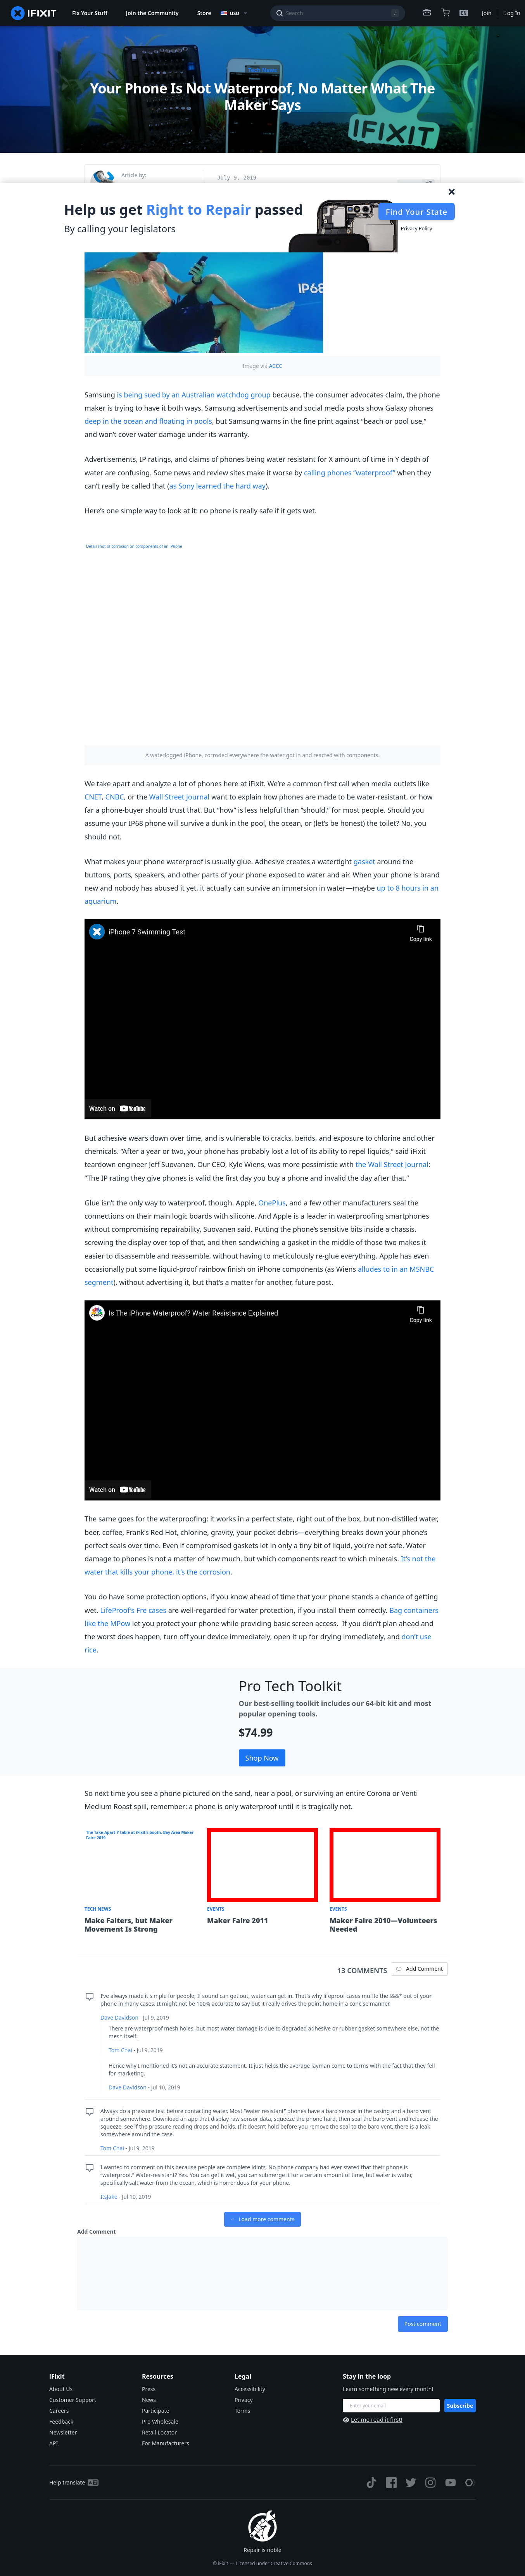 IFIXIT
Fix Your Stuff
Join the Community
Store
USD
Search
/
Join
Log In
Your Phone Is Not Waterproof, No Matter What The
Maker Says
IFIXIT
Article by:
July 9, 2019
Help us get Right to Repair passed
By calling your legislators
Find Your State
Privacy Policy
IP68
Image via ACCC
Samsung is being sued by an Australian watchdog group because, the consumer advocates claim, the phone
maker is trying to have it both ways. Samsung advertisements and social media posts show Galaxy phones
deep in the ocean and floating in pools, but Samsung warns in the fine print against “beach or pool use,”
and won’t cover water damage under its warranty.
Advertisements, IP ratings, and claims of phones being water resistant for X amount of time in Y depth of
water are confusing. Some news and review sites make it worse by calling phones “waterproof” when they
can’t really be called that (as Sony learned the hard way).
Here’s one simple way to look at it: no phone is really safe if it gets wet.
Detail shot of corrosion on components of an iPhone
A waterlogged iPhone, corroded everywhere the water got in and reacted with components.
We take apart and analyze a lot of phones here at iFixit. We’re a common first call when media outlets like
CNET, CNBC, or the Wall Street Journal want to explain how phones are made to be water-resistant, or how
far a phone-buyer should trust that. But “how” is less helpful than “should,” for most people. Should you
assume your IP68 phone will survive a dunk in the pool, the ocean, or (let’s be honest) the toilet? No, you
should not.
What makes your phone waterproof is usually glue. Adhesive creates a watertight gasket around the
buttons, ports, speakers, and other parts of your phone exposed to water and air. When your phone is brand
new and nobody has abused it yet, it actually can survive an immersion in water—maybe up to 8 hours in an
aquarium.
iPhone 7 Swimming Test
Copy link
Watch on YouTube
But adhesive wears down over time, and is vulnerable to cracks, bends, and exposure to chlorine and other
chemicals. “After a year or two, your phone has probably lost a lot of its ability to repel liquids,” said iFixit
teardown engineer Jeff Suovanen. Our CEO, Kyle Wiens, was more pessimistic with the Wall Street Journal:
“The IP rating they give phones is valid the first day you buy a phone and invalid the day after that.”
Glue isn’t the only way to waterproof, though. Apple, OnePlus, and a few other manufacturers seal the
connections on their main logic boards with silicone. And Apple is a leader in waterproofing smartphones
without compromising repairability, Suovanen said. Putting the phone’s sensitive bits inside a chassis,
screwing the display over top of that, and then sandwiching a gasket in the middle of those two makes it
easier to disassemble and reassemble, without having to meticulously re-glue everything. Apple has even
occasionally put some liquid-proof rainbow finish on iPhone components (as Wiens alludes to in an MSNBC
segment), without advertising it, but that’s a matter for another, future post.
Is The iPhone Waterproof? Water Resistance Explained
Copy link
Watch on YouTube
The same goes for the waterproofing: it works in a perfect state, right out of the box, but non-distilled water,
beer, coffee, Frank’s Red Hot, chlorine, gravity, your pocket debris—everything breaks down your phone’s
perfect seals over time. Even if compromised gaskets let in only a tiny bit of liquid, you’re not safe. Water
damage to phones is not a matter of how much, but which components react to which minerals. It’s not the
water that kills your phone, it’s the corrosion.
You do have some protection options, if you know ahead of time that your phone stands a chance of getting
wet. LifeProof’s Fre cases are well-regarded for water protection, if you install them correctly. Bag containers
like the MPow let you protect your phone while providing basic screen access.  If you didn’t plan ahead and
the worst does happen, turn off your device immediately, open it up for drying immediately, and don’t use
rice.
Pro Tech Toolkit
Our best-selling toolkit includes our 64-bit kit and most
popular opening tools.
$74.99
Shop Now
So next time you see a phone pictured on the sand, near a pool, or surviving an entire Corona or Venti
Medium Roast spill, remember: a phone is only waterproof until it is tragically not.
The Take-Apart-Y table at iFixit's booth, Bay Area Maker
Faire 2019
TECH NEWS
Make Falters, but Maker
Movement Is Strong
EVENTS
Maker Faire 2011
EVENTS
Maker Faire 2010—Volunteers
Needed
13 COMMENTS
Add Comment
I’ve always made it simple for people: If sound can get out, water can get in. That’s why lifeproof cases muffle the !&&* out of your
phone in many cases. It might not be 100% accurate to say but it really drives the point home in a concise manner.
Dave Davidson - Jul 9, 2019
There are waterproof mesh holes, but most water damage is due to degraded adhesive or rubber gasket somewhere else, not the
mesh itself.
Tom Chai - Jul 9, 2019
Hence why I mentioned it’s not an accurate statement. It just helps the average layman come to terms with the fact that they fell
for marketing.
Dave Davidson - Jul 10, 2019
Always do a pressure test before contacting water. Most “water resistant” phones have a baro sensor in the casing and a baro vent
around somewhere. Download an app that display raw sensor data, squeeze the phone hard, then seal the baro vent and release the
squeeze, see if the pressure reading drops and holds. If it doesn’t hold before you remove the seal to the baro vent, there is a leak
somewhere around the case.
Tom Chai - Jul 9, 2019
I wanted to comment on this because people are complete idiots. No phone company had ever stated that their phone is
“waterproof.” Water-resistant? Yes. You can get it wet, you can submerge it for a certain amount of time, but water is water,
specifically salt water from the ocean, which is horrendous for your phone.
ItsJake - Jul 10, 2019
Load more comments
Add Comment
Post comment
iFixit
About Us
Customer Support
Careers
Feedback
Newsletter
API
Resources
Press
News
Participate
Pro Wholesale
Retail Locator
For Manufacturers
Legal
Accessibility
Privacy
Terms
Stay in the loop
Learn something new every month!
Enter your email
Subscribe
Let me read it first!
Help translate
Repair is noble
© iFixit — Licensed under Creative Commons